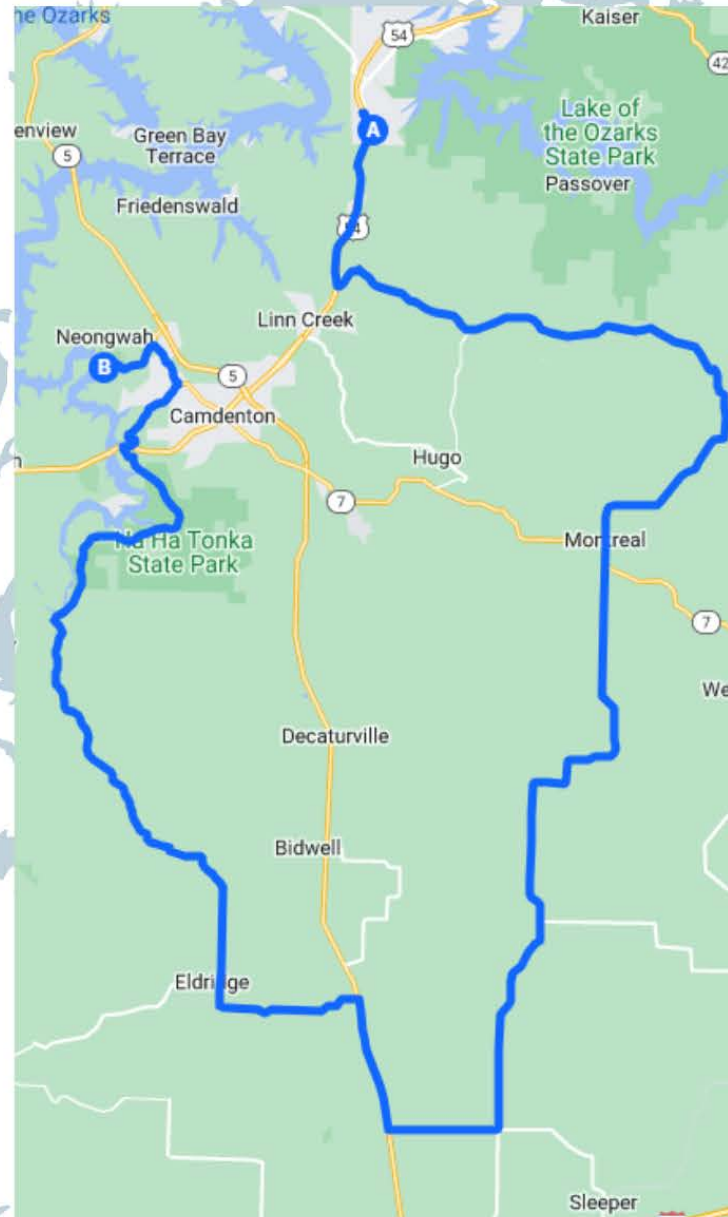 he Ozarks
54
Kaiser
42
A
Lake of
the Ozarks
State Park
enview
Green Bay
Terrace
5
Passover
Friedenswald
54
Linn Creek
Neongwah
B
5
Camdenton
h
Hugo
7
Montreal
Ha Ha Tonka
State Park
7
We
Decaturville
Bidwell
Eldridge
Sleeper